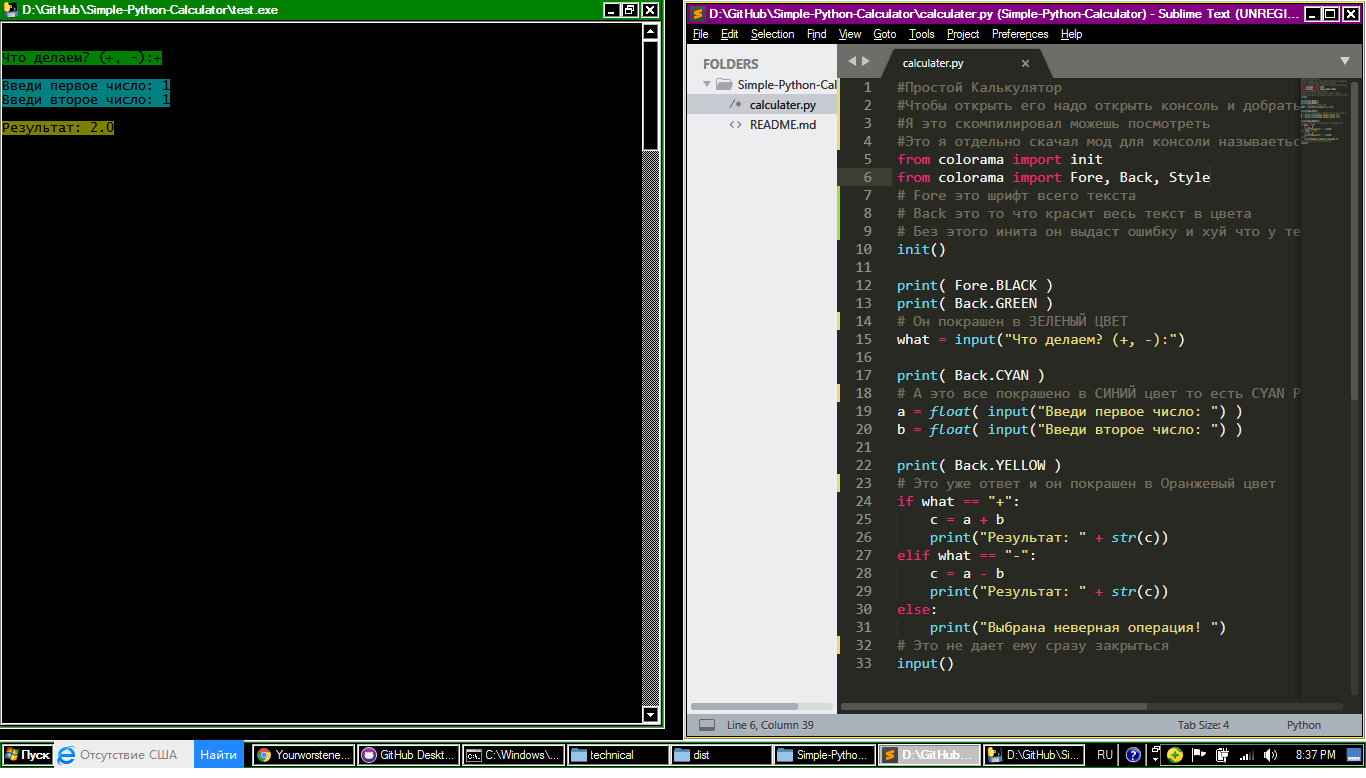 D:\GitHub\Simple-Python-Calculator\test.exe
Что делаем? (+, -):+
Введи первое число: 1
Введи второе число: 1
Результат: 2.0
D:\GitHub\Simple-Python-Calculator\calculater.py (Simple-Python-Calculator) - Sublime Text (UNREGI...
File Edit Selection Find View Goto Tools Project Preferences Help
FOLDERS
Simple-Python-Cal
/* calculater.py
<> README.md
calculater.py ×
1 #Простой Калькулятор
2 #Чтобы открыть его надо открыть консоль и добрать
3 #Я это скомпилировал можешь посмотреть
4 #Это я отдельно скачал мод для консоли называетьс
5 from colorama import init
6 from colorama import Fore, Back, Style
7 # Fore это шрифт всего текста
8 # Back это то что красит весь текст в цвета
9 # Без этого инита он выдаст ошибку и хуй что у те
10 init()
11
12 print( Fore.BLACK )
13 print( Back.GREEN )
14 # Он покрашен в ЗЕЛЕНЫЙ ЦВЕТ
15 what = input("Что делаем? (+, -):")
16
17 print( Back.CYAN )
18 # А это все покрашено в СИНИЙ цвет то есть CYAN P
19 a = float( input("Введи первое число: ") )
20 b = float( input("Введи второе число: ") )
21
22 print( Back.YELLOW )
23 # Это уже ответ и он покрашен в Оранжевый цвет
24 if what == "+":
25 c = a + b
26 print("Результат: " + str(c))
27 elif what == "-":
28 c = a - b
29 print("Результат: " + str(c))
30 else:
31 print("Выбрана неверная операция! ")
32 # Это не дает ему сразу закрыться
33 input()
Line 6, Column 39 Tab Size: 4 Python
Пуск Отсутствие США Найти Yourworstene... GitHub Deskt... C:\Windows\... technical dist Simple-Pytho... D:\GitHub... D:\GitHub\Si... RU 8:37 PM